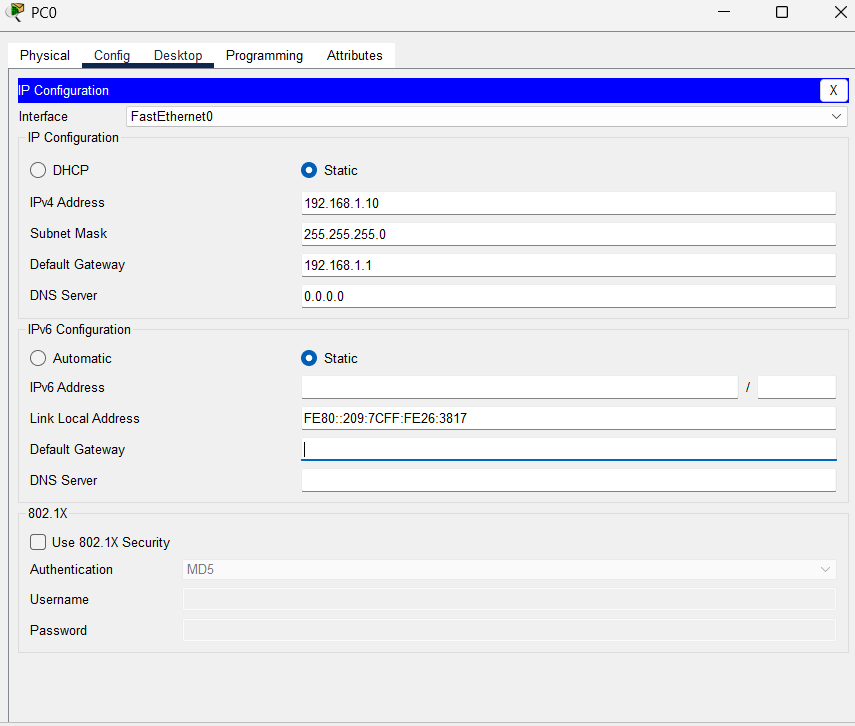 PC0
Physical Config Desktop Programming Attributes
IP Configuration X
Interface FastEthernet0
IP Configuration
DHCP Static
IPv4 Address 192.168.1.10
Subnet Mask 255.255.255.0
Default Gateway 192.168.1.1
DNS Server 0.0.0.0
IPv6 Configuration
Automatic Static
IPv6 Address /
Link Local Address FE80::209:7CFF:FE26:3817
Default Gateway
DNS Server
802.1X
Use 802.1X Security
Authentication MD5
Username
Password